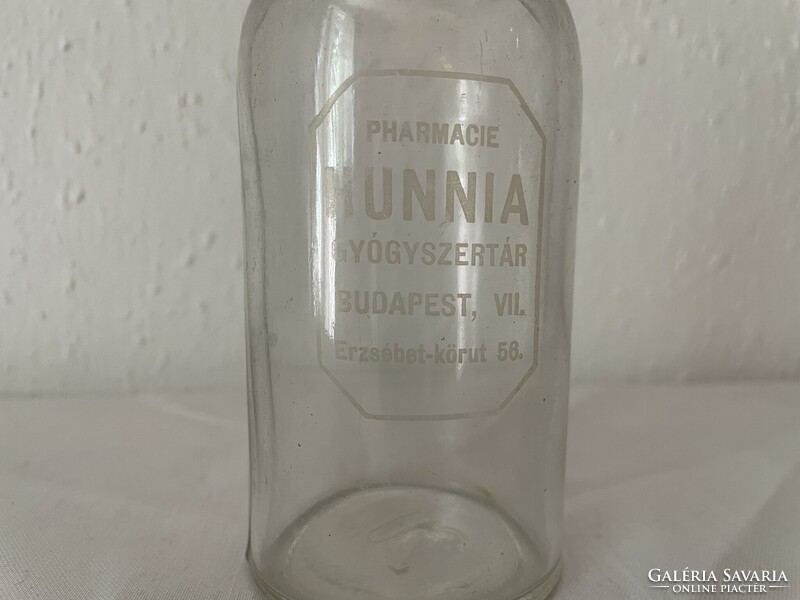 PHARMACIE
HUNNIA
GYÓGYSZERTÁR
BUDAPEST, VII.
Erzsébet-körut 56.
GALÉRIA SAVARIA
ONLINE PIACTÉR